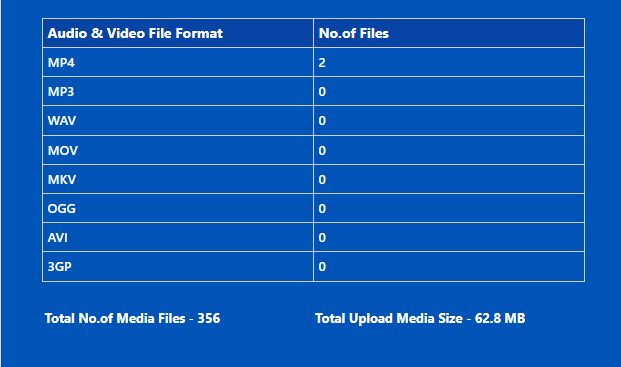 Audio & Video File Format No.of Files
MP4 2
MP3 0
WAV 0
MOV 0
MKV 0
OGG 0
AVI 0
3GP 0
Total No.of Media Files - 356 Total Upload Media Size - 62.8 MB